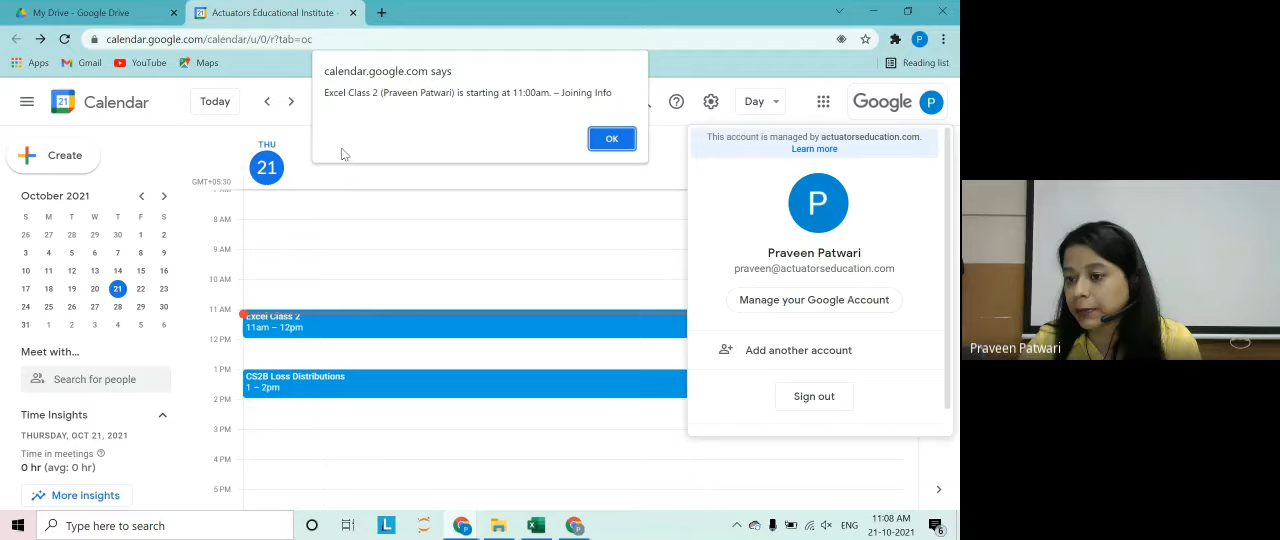 My Drive - Google Drive
Actuators Educational Institute -
calendar.google.com/calendar/u/0/r?tab=oc
Apps
Gmail
YouTube
Maps
Reading list
calendar.google.com says
Excel Class 2 (Praveen Patwari) is starting at 11:00am. – Joining Info
OK
21
Calendar
Today
Day
Google
P
This account is managed by actuatorseducation.com.
Learn more
P
Praveen Patwari
praveen@actuatorseducation.com
Manage your Google Account
Add another account
Sign out
Create
THU
21
GMT+05:30
October 2021
S M T W T F S
26 27 28 29 30 1 2
3 4 5 6 7 8 9
10 11 12 13 14 15 16
17 18 19 20 21 22 23
24 25 26 27 28 29 30
31 1 2 3 4 5 6
8 AM
9 AM
10 AM
11 AM
Excel Class 2
11am – 12pm
12 PM
1 PM
CS2B Loss Distributions
1 – 2pm
2 PM
3 PM
4 PM
5 PM
Meet with...
Search for people
Time Insights
THURSDAY, OCT 21, 2021
Time in meetings
0 hr (avg: 0 hr)
More insights
Type here to search
L
ENG
11:08 AM
21-10-2021
6
Praveen Patwari